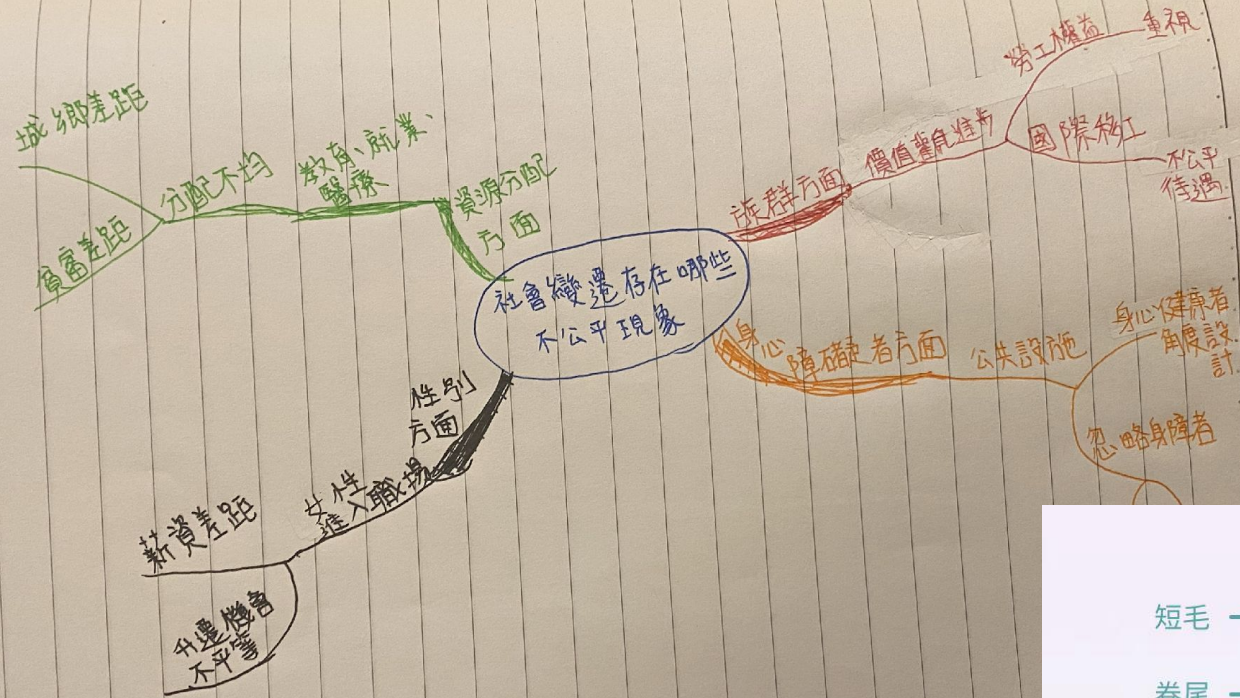 社會變遷存在哪些
不公平現象
族群方面
價值觀進步
勞工權益
重視
國際移工
不公平
待遇
身心障礙者方面
公共設施
身心健康者
角度設
計
忽略身障者
性別
方面
女性
進入職場
薪資差距
升遷機會
不平等
資源分配
方面
教育、就業、
醫療
分配不均
城鄉差距
貧富差距
短毛
卷尾